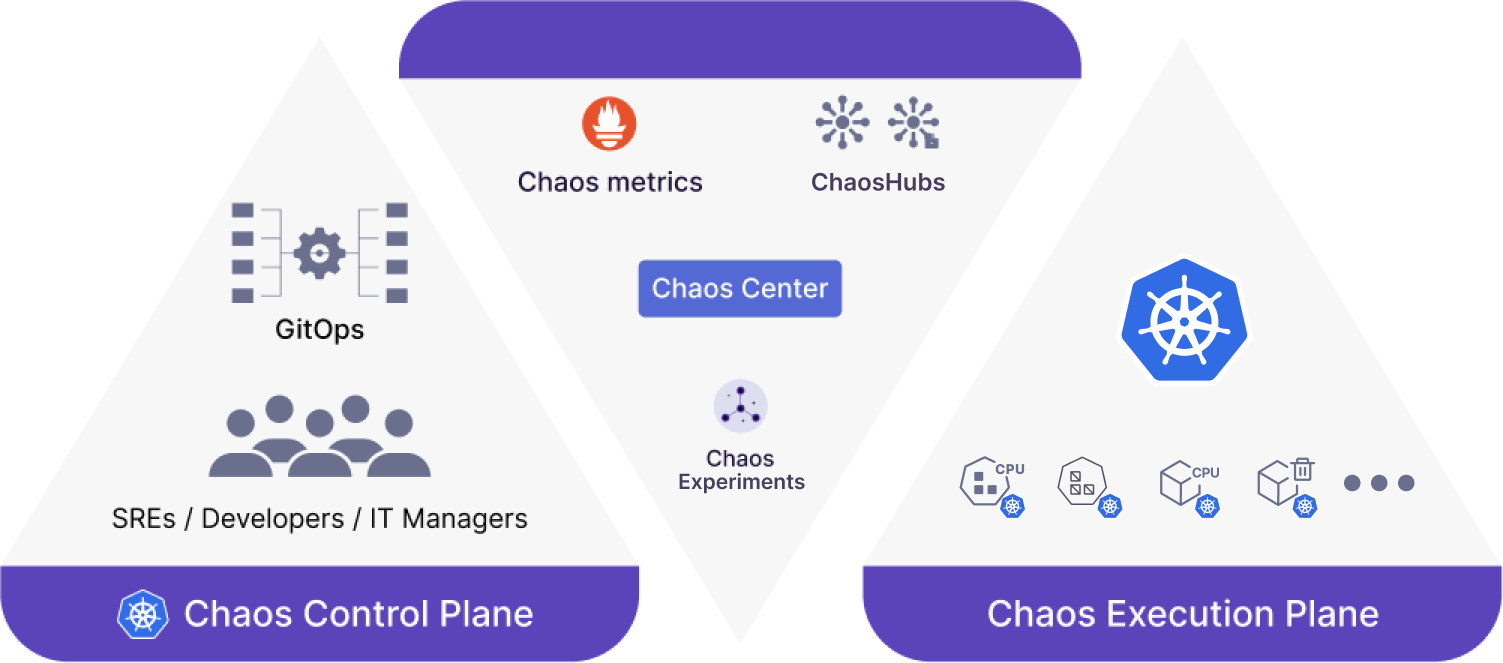 Chaos metrics
ChaosHubs
GitOps
Chaos Center
Chaos
Experiments
CPU
CPU
SREs / Developers / IT Managers
Chaos Control Plane
Chaos Execution Plane